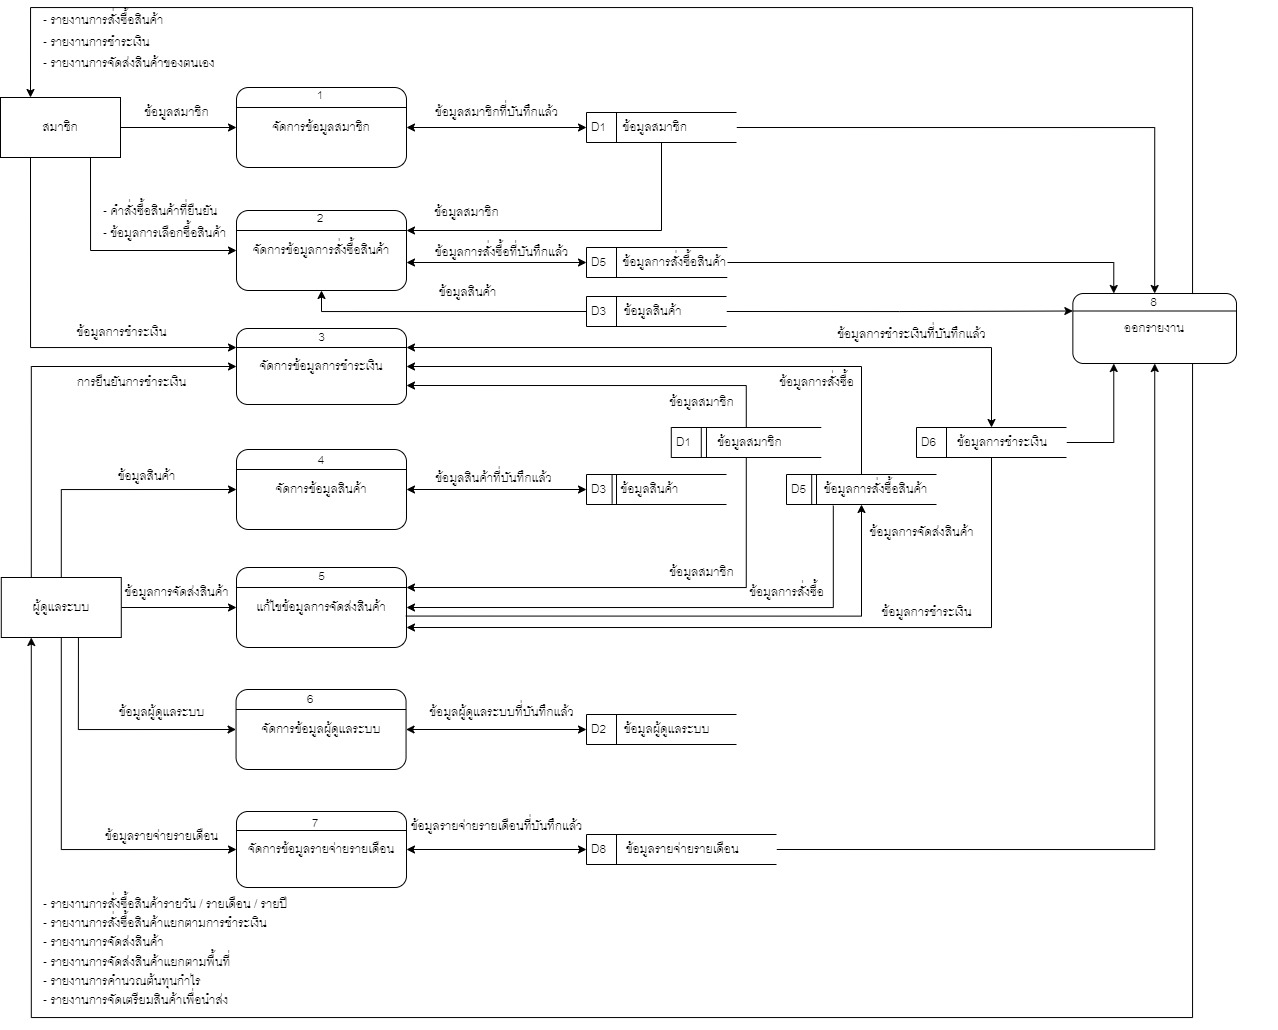 - รายงานการสั่งซื้อสินค้า
- รายงานการชำระเงิน
- รายงานการจัดส่งสินค้าของตนเอง
สมาชิก
ข้อมูลสมาชิก
1
จัดการข้อมูลสมาชิก
ข้อมูลสมาชิกที่บันทึกแล้ว
D1 ข้อมูลสมาชิก
- คำสั่งซื้อสินค้าที่ยืนยัน
- ข้อมูลการเลือกซื้อสินค้า
2
จัดการข้อมูลการสั่งซื้อสินค้า
ข้อมูลสมาชิก
ข้อมูลการสั่งซื้อที่บันทึกแล้ว
D5 ข้อมูลการสั่งซื้อสินค้า
ข้อมูลสินค้า
D3 ข้อมูลสินค้า
8
ออกรายงาน
ข้อมูลการชำระเงิน
การยืนยันการชำระเงิน
3
จัดการข้อมูลการชำระเงิน
ข้อมูลการชำระเงินที่บันทึกแล้ว
ข้อมูลการสั่งซื้อ
ข้อมูลสมาชิก
D1 ข้อมูลสมาชิก
D6 ข้อมูลการชำระเงิน
ข้อมูลสินค้า
4
จัดการข้อมูลสินค้า
ข้อมูลสินค้าที่บันทึกแล้ว
D3 ข้อมูลสินค้า
D5 ข้อมูลการสั่งซื้อสินค้า
ข้อมูลการจัดส่งสินค้า
ผู้ดูแลระบบ
ข้อมูลการจัดส่งสินค้า
5
แก้ไขข้อมูลการจัดส่งสินค้า
ข้อมูลสมาชิก
ข้อมูลการสั่งซื้อ
ข้อมูลการชำระเงิน
ข้อมูลผู้ดูแลระบบ
6
จัดการข้อมูลผู้ดูแลระบบ
ข้อมูลผู้ดูแลระบบที่บันทึกแล้ว
D2 ข้อมูลผู้ดูแลระบบ
ข้อมูลรายจ่ายรายเดือน
7
จัดการข้อมูลรายจ่ายรายเดือน
ข้อมูลรายจ่ายรายเดือนที่บันทึกแล้ว
D8 ข้อมูลรายจ่ายรายเดือน
- รายงานการสั่งซื้อสินค้ารายวัน / รายเดือน / รายปี
- รายงานการสั่งซื้อสินค้าแยกตามการชำระเงิน
- รายงานการจัดส่งสินค้า
- รายงานการจัดส่งสินค้าแยกตามพื้นที่
- รายงานการคำนวณต้นทุนกำไร
- รายงานการจัดเตรียมสินค้าเพื่อนำส่ง